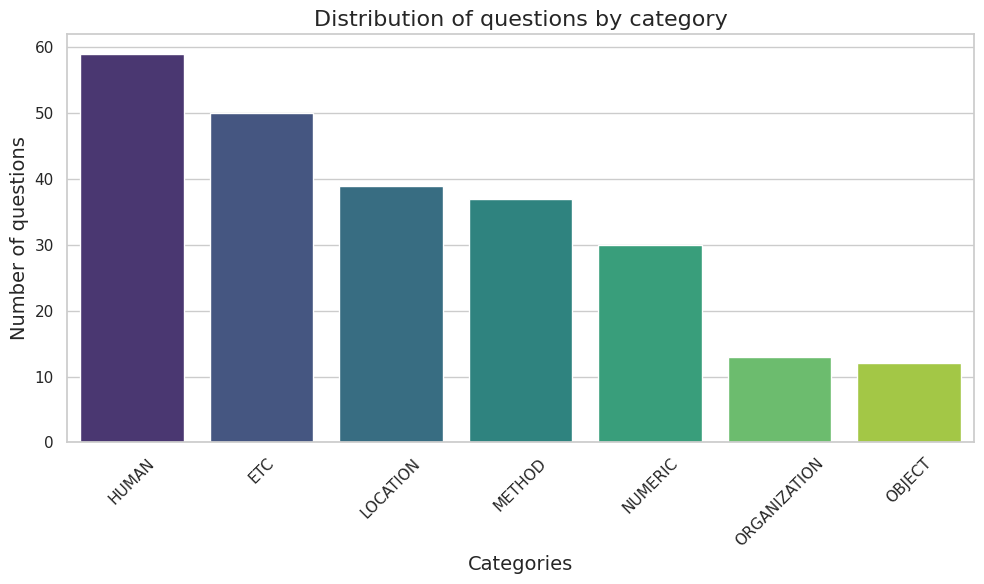 Distribution of questions by category
Number of questions
60
50
40
30
20
10
0
HUMAN
ETC
LOCATION
METHOD
NUMERIC
ORGANIZATION
OBJECT
Categories